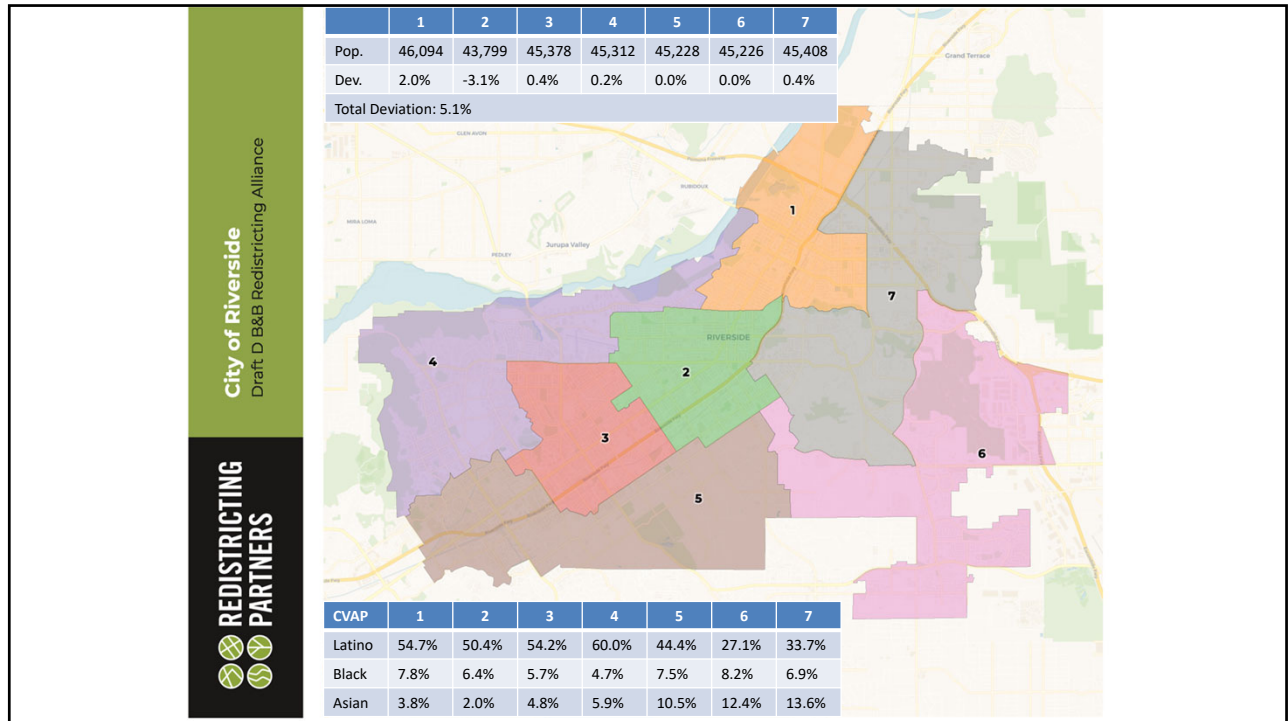 City of Riverside
Draft D B&B Redistricting Alliance
REDISTRICTING
PARTNERS
1 2 3 4 5 6 7
Pop. 46,094 43,799 45,378 45,312 45,228 45,226 45,408
Dev. 2.0% -3.1% 0.4% 0.2% 0.0% 0.0% 0.4%
Total Deviation: 5.1%
Grand Terrace
GLEN AVON
RUBIDOUX
1
MIRA LOMA
Jurupa Valley
PEDLEY
7
RIVERSIDE
4
2
3
6
5
CVAP 1 2 3 4 5 6 7
Latino 54.7% 50.4% 54.2% 60.0% 44.4% 27.1% 33.7%
Black 7.8% 6.4% 5.7% 4.7% 7.5% 8.2% 6.9%
Asian 3.8% 2.0% 4.8% 5.9% 10.5% 12.4% 13.6%